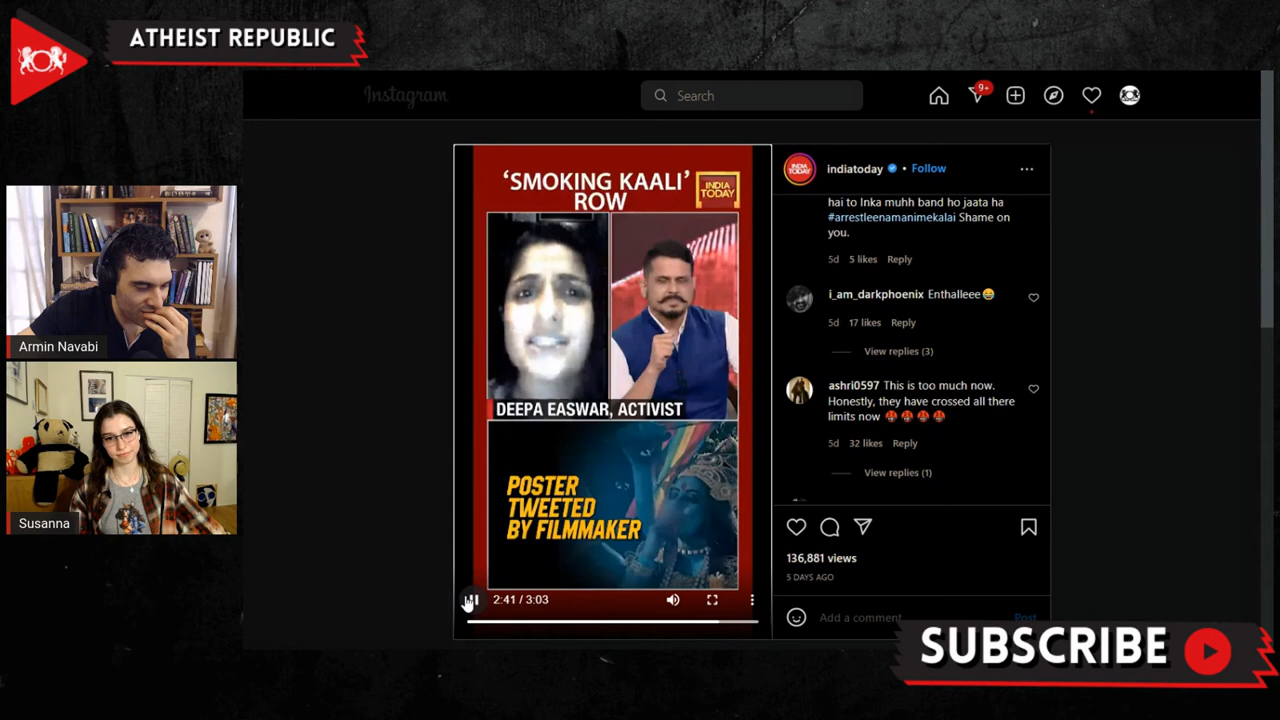 ATHEIST REPUBLIC
Instagram
Search
9+
'SMOKING KAALI'
ROW
INDIA
TODAY
DEEPA EASWAR, ACTIVIST
POSTER
TWEETED
BY FILMMAKER
2:41 / 3:03
INDIA
TODAY
indiatoday • Follow
hai to Inka muhh band ho jaata ha
#arrestleenamanimekalai Shame on
you.
5d 5 likes Reply
i_am_darkphoenix Enthalleee😂
5d 17 likes Reply
View replies (3)
ashri0597 This is too much now.
Honestly, they have crossed all there
limits now 👹👹👹👹
5d 32 likes Reply
View replies (1)
136,881 views
5 DAYS AGO
Add a comment...
Post
Armin Navabi
Susanna
SUBSCRIBE